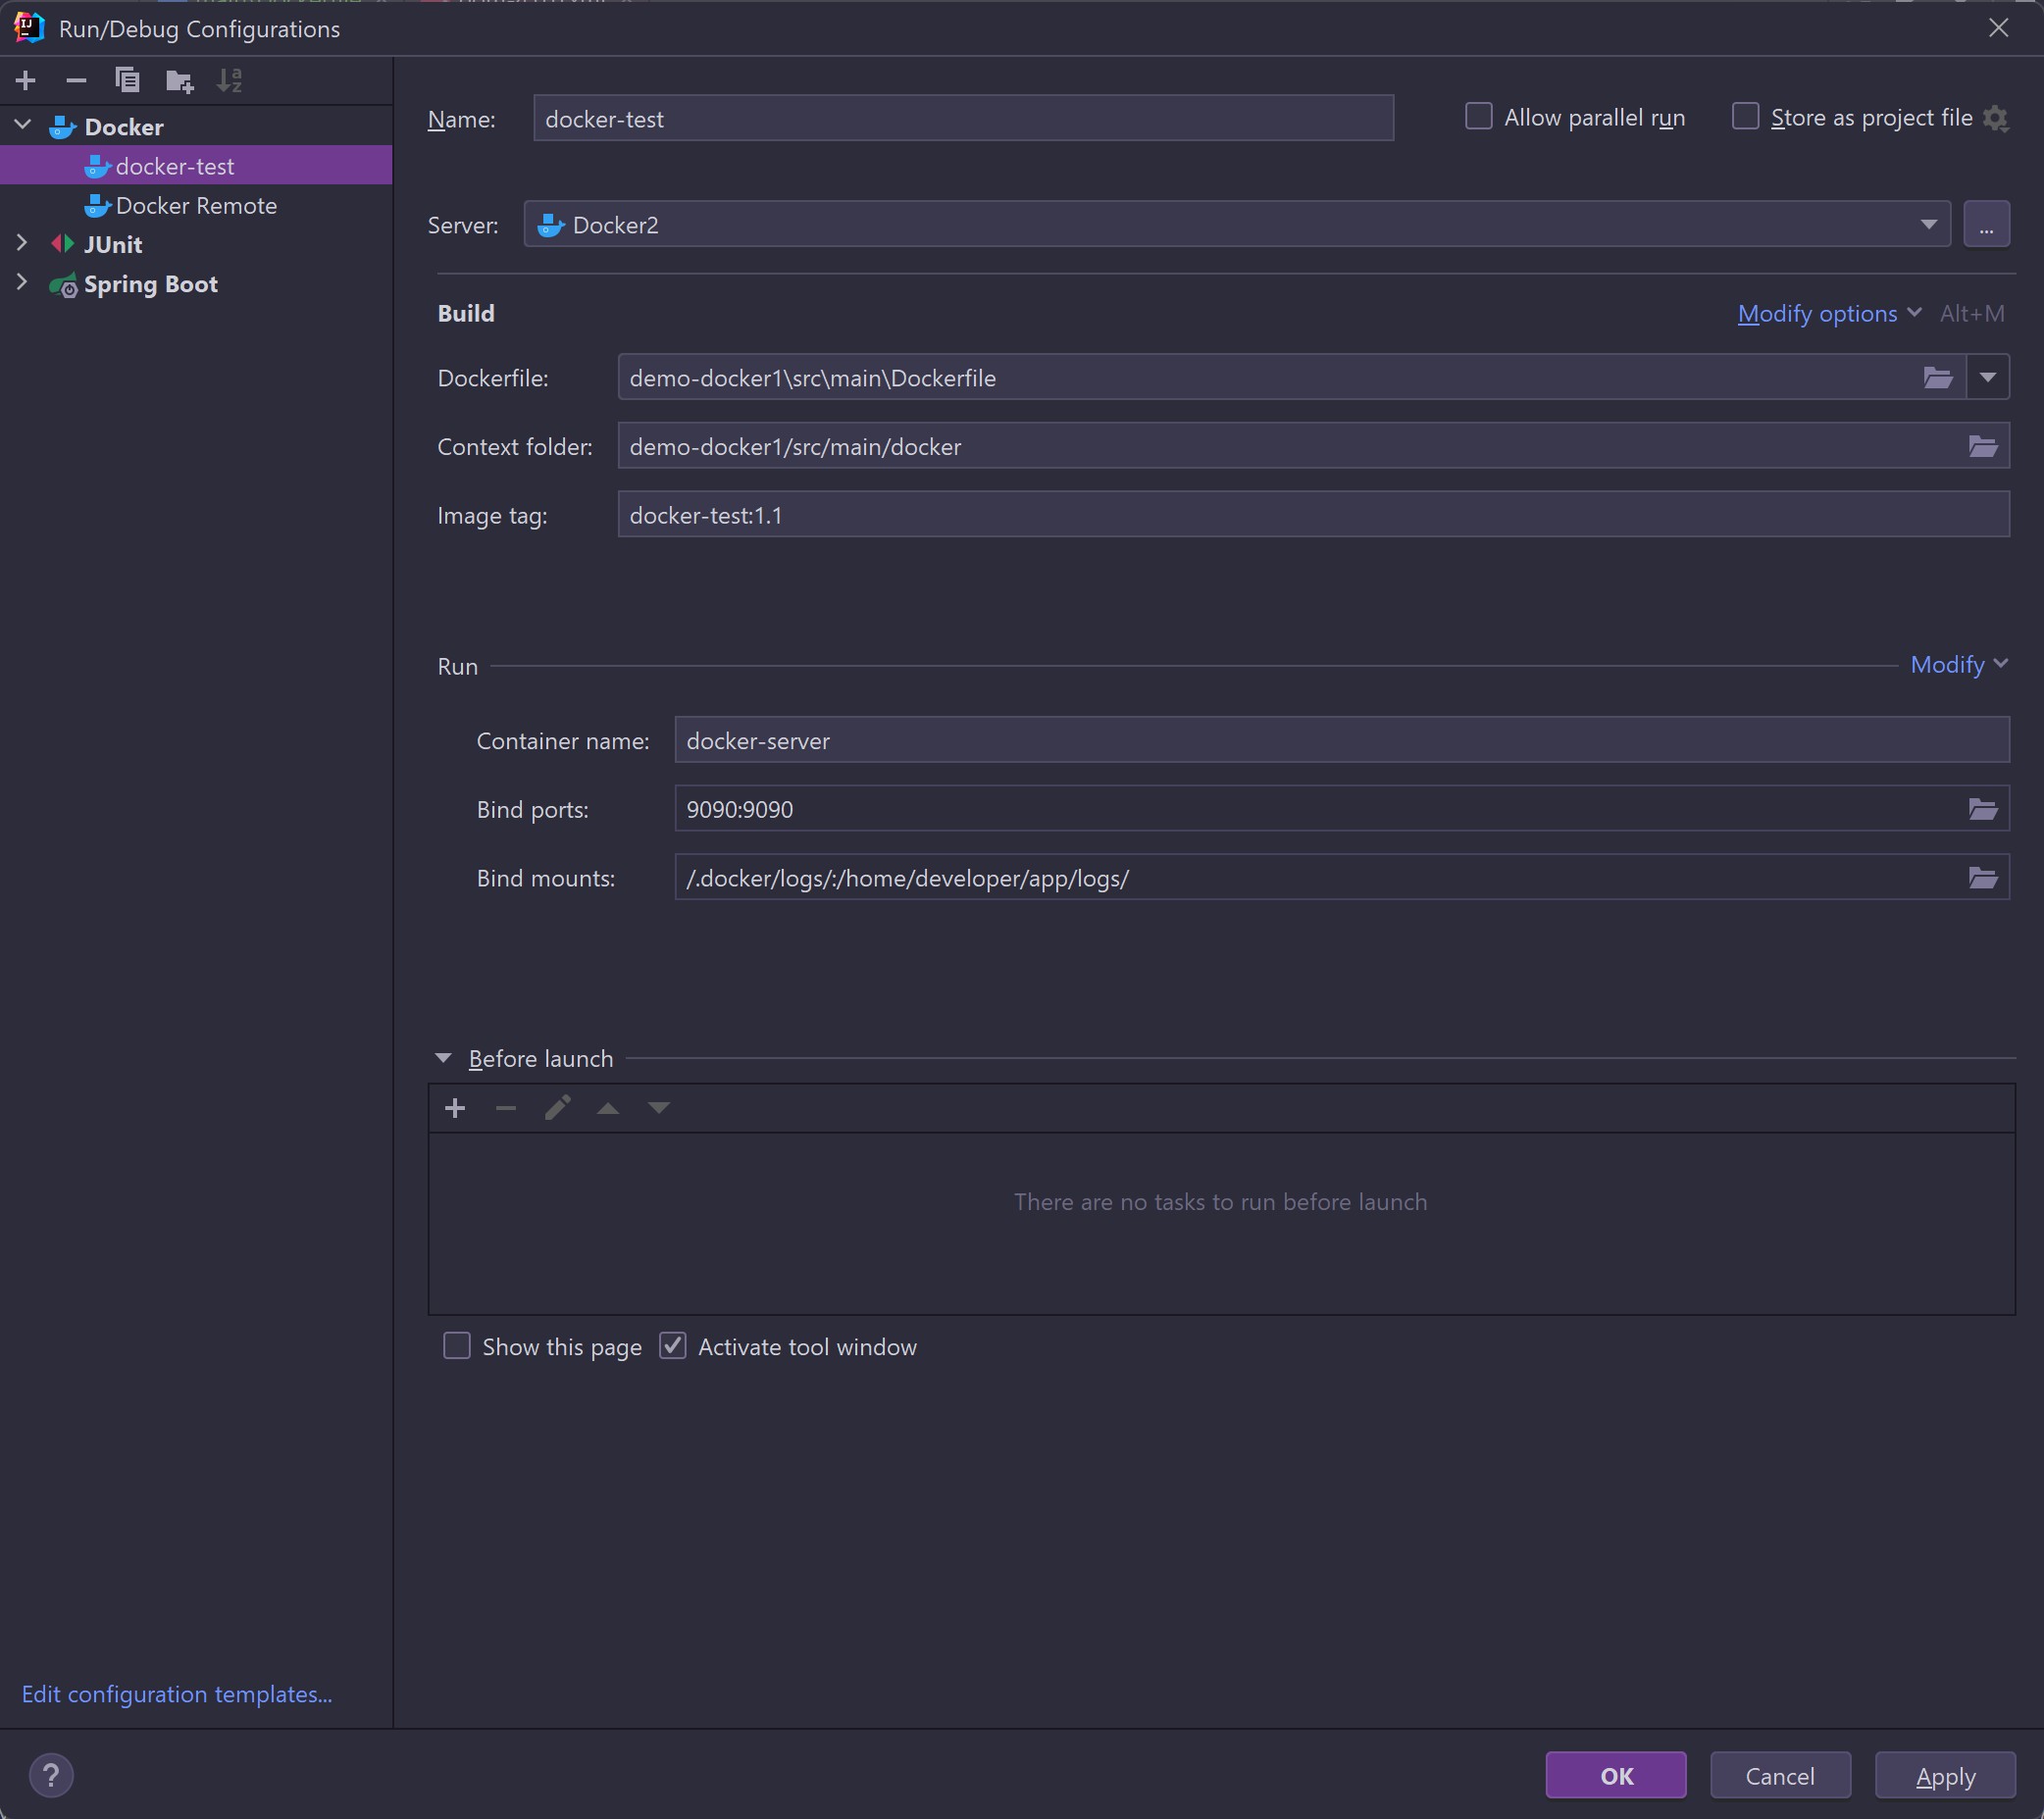 Run/Debug Configurations
Docker
docker-test
Docker Remote
JUnit
Spring Boot
Edit configuration templates...
Name: docker-test Allow parallel run Store as project file
Server: Docker2 ...
Build Modify options Alt+M
Dockerfile: demo-docker1\src\main\Dockerfile
Context folder: demo-docker1/src/main/docker
Image tag: docker-test:1.1
Run Modify
Container name: docker-server
Bind ports: 9090:9090
Bind mounts: /.docker/logs/:/home/developer/app/logs/
Before launch
There are no tasks to run before launch
Show this page Activate tool window
? OK Cancel Apply